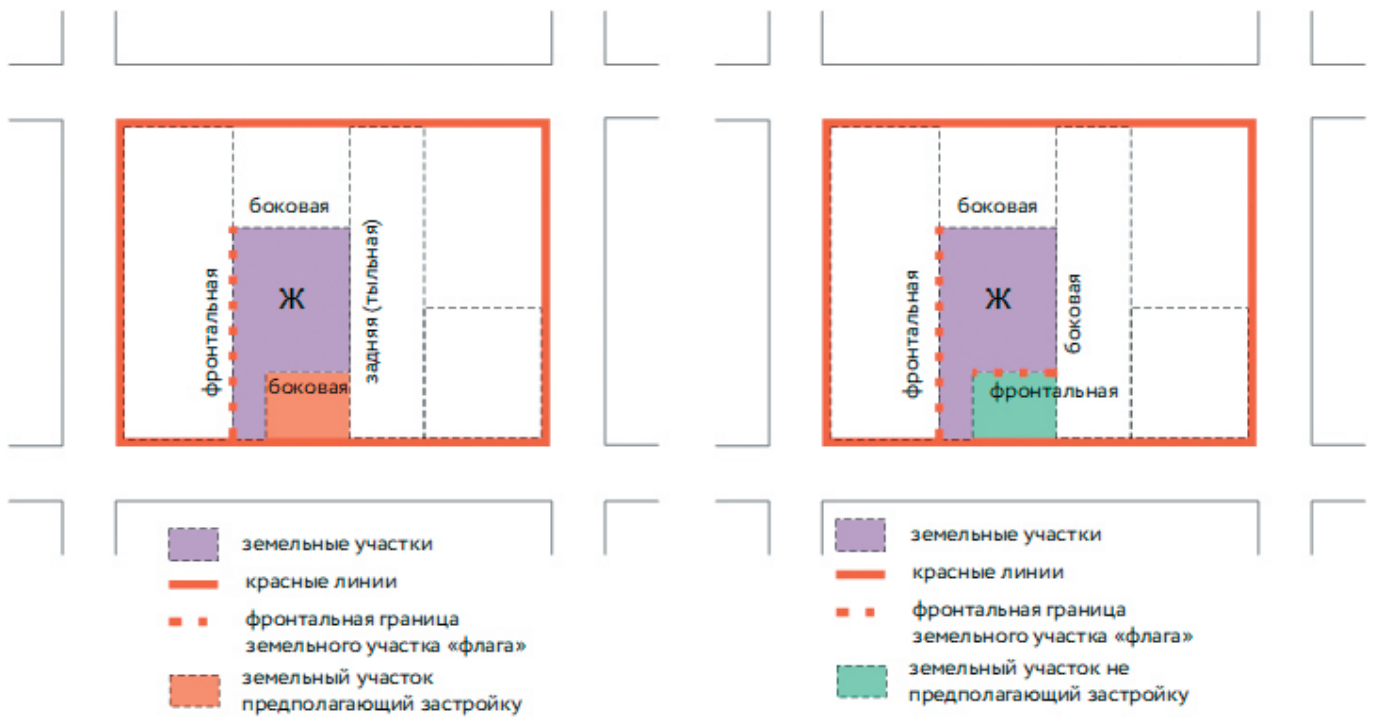 боковая
фронтальная
Ж
задняя (тыльная)
боковая
земельные участки
красные линии
фронтальная граница
земельного участка «флага»
земельный участок
предполагающий застройку
боковая
фронтальная
Ж
боковая
фронтальная
земельные участки
красные линии
фронтальная граница
земельного участка «флага»
земельный участок не
предполагающий застройку